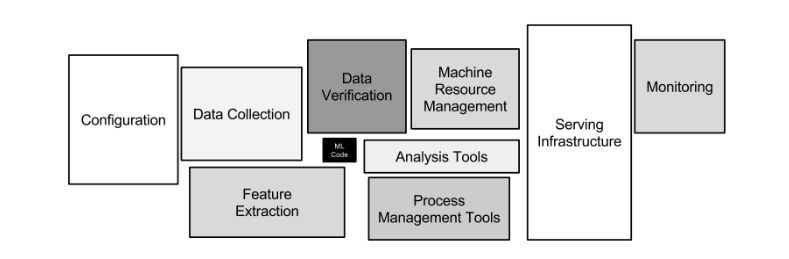 Configuration
Data Collection
Data
Verification
Machine
Resource
Management
Serving
Infrastructure
Monitoring
ML
Code
Analysis Tools
Feature
Extraction
Process
Management Tools